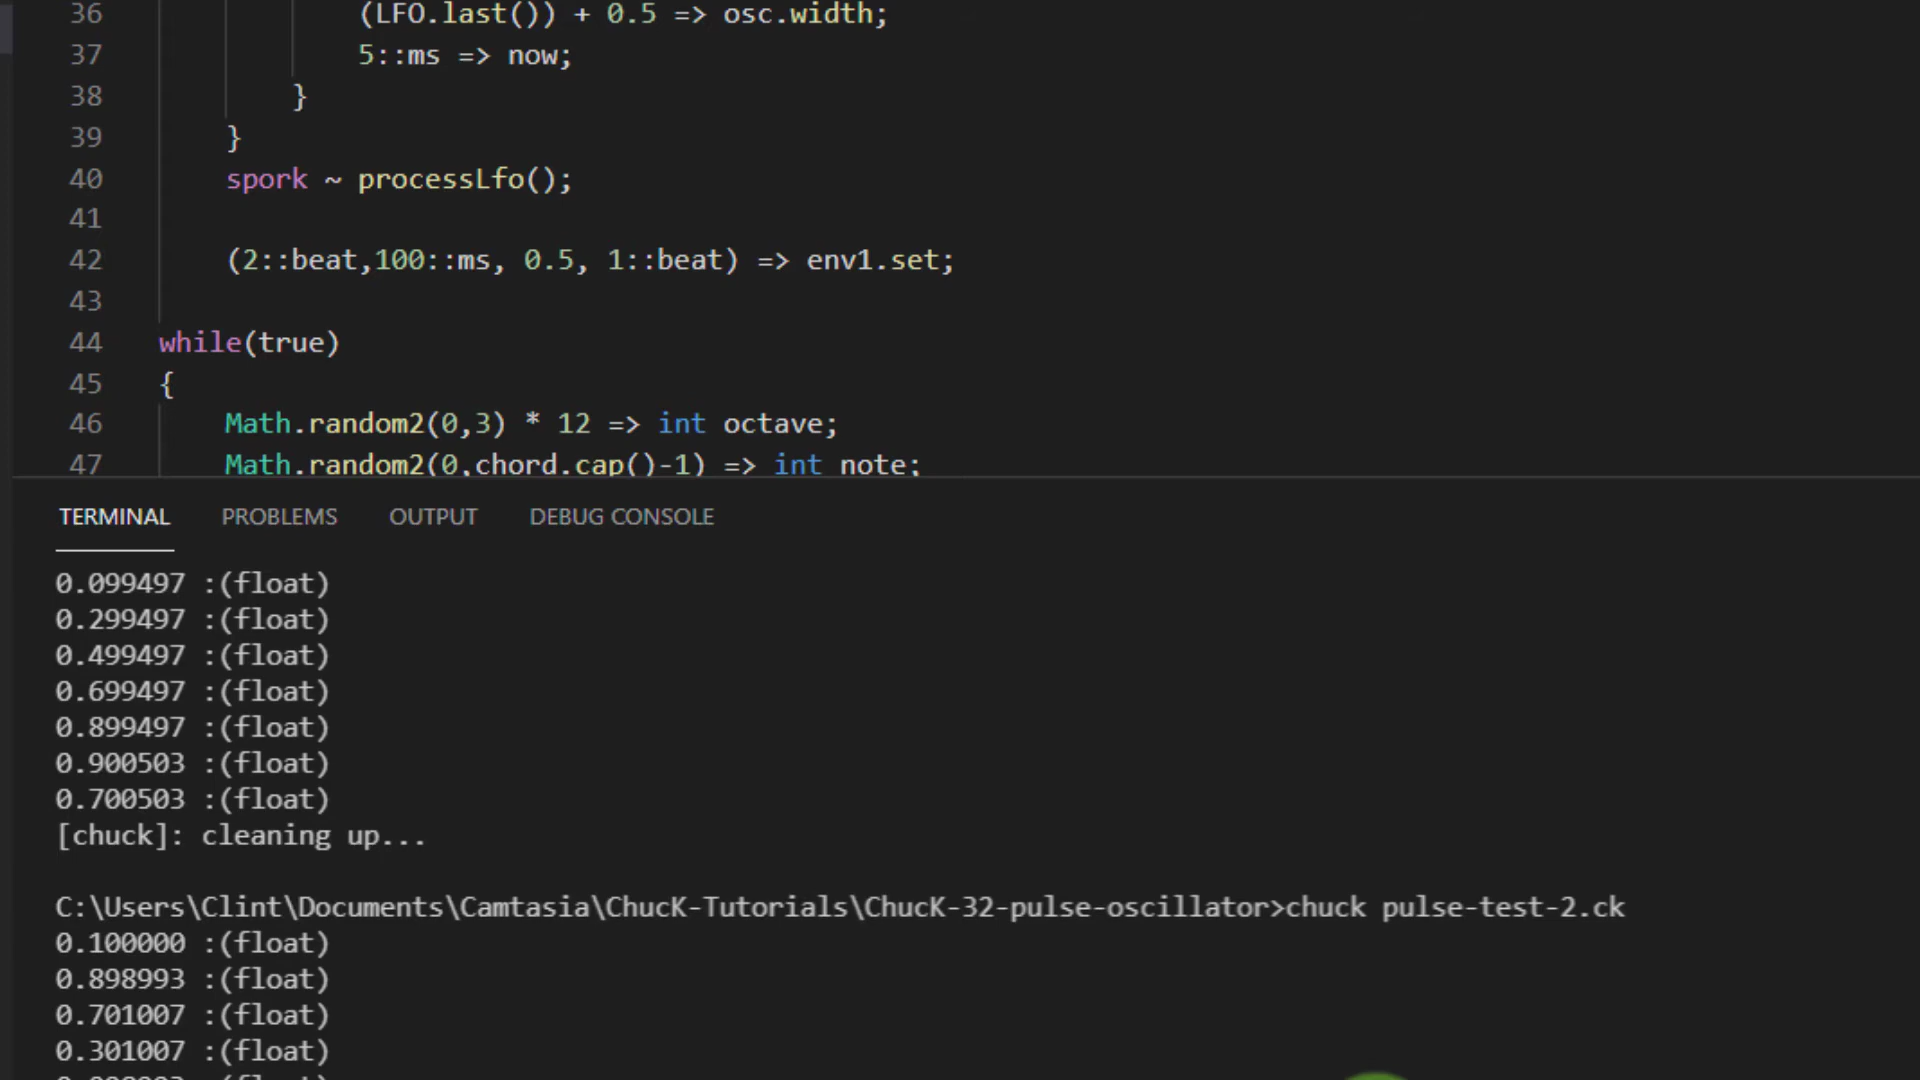 36 (LFO.last()) + 0.5 => osc.width;
37 5::ms => now;
38 }
39 }
40 spork ~ processLfo();
41
42 (2::beat,100::ms, 0.5, 1::beat) => env1.set;
43
44 while(true)
45 {
46 Math.random2(0,3) * 12 => int octave;
47 Math.random2(0,chord.cap()-1) => int note;
TERMINAL PROBLEMS OUTPUT DEBUG CONSOLE
0.099497 :(float)
0.299497 :(float)
0.499497 :(float)
0.699497 :(float)
0.899497 :(float)
0.900503 :(float)
0.700503 :(float)
[chuck]: cleaning up...
C:\Users\Clint\Documents\Camtasia\ChucK-Tutorials\ChucK-32-pulse-oscillator>chuck pulse-test-2.ck
0.100000 :(float)
0.898993 :(float)
0.701007 :(float)
0.301007 :(float)